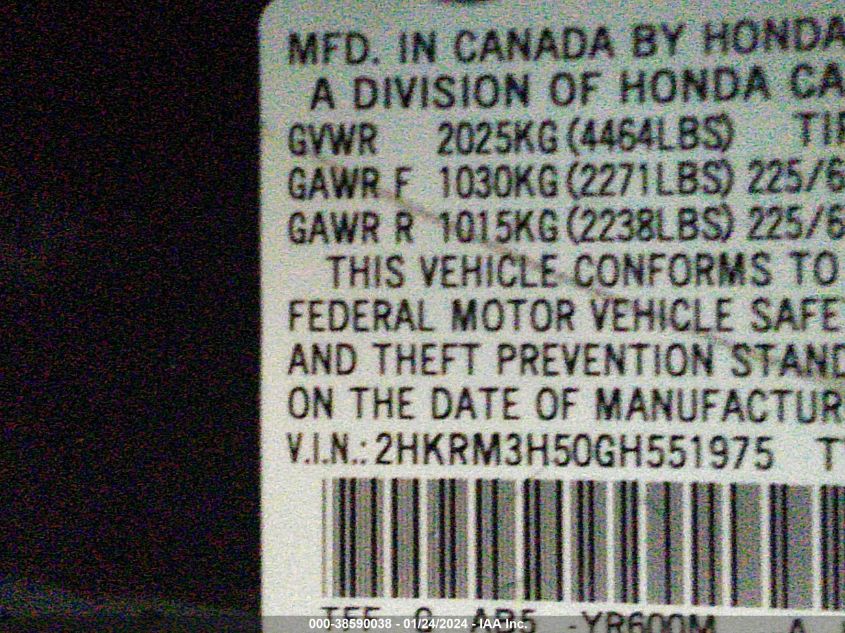 MFD. IN CANADA BY HONDA
A DIVISION OF HONDA CA
GVWR 2025KG (4464LBS) TIR
GAWR F 1030KG (2271LBS) 225/6
GAWR R 1015KG (2238LBS) 225/6
THIS VEHICLE CONFORMS TO
FEDERAL MOTOR VEHICLE SAFE
AND THEFT PREVENTION STAND
ON THE DATE OF MANUFACTUR
V.I.N.: 2HKRM3H50GH551975 TY
000-38590038 - 01/24/2024 - IAA Inc.